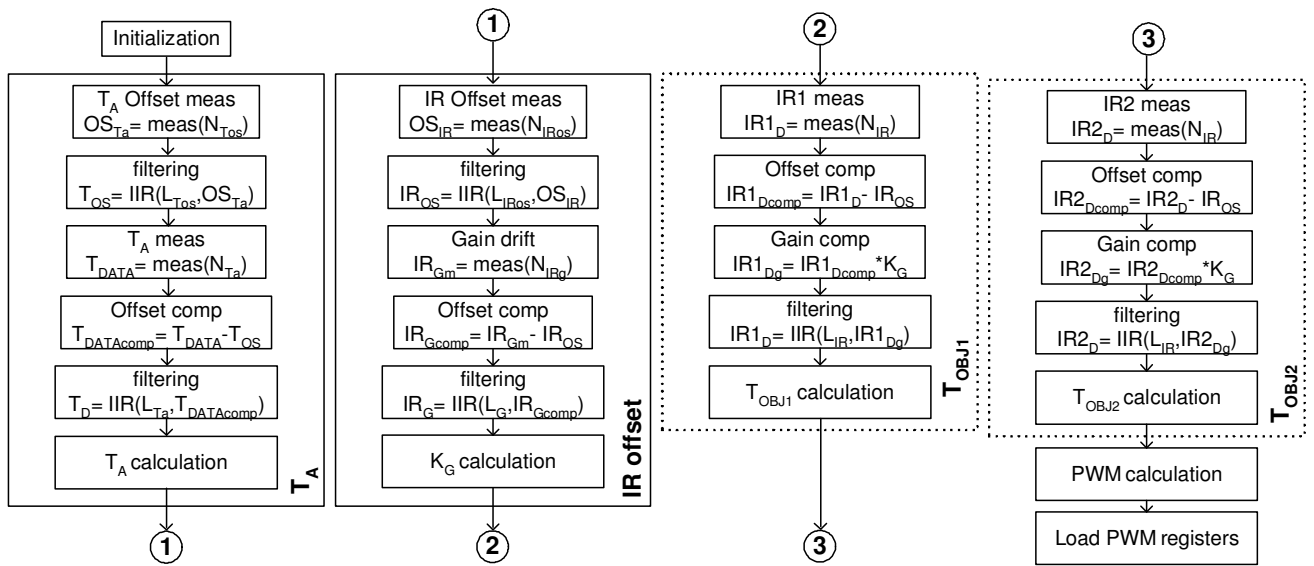 Initialization
T_A Offset meas
OS_Ta= meas(N_Tos)
filtering
T_OS= IIR(L_Tos,OS_Ta)
T_A meas
T_DATA= meas(N_Ta)
Offset comp
T_DATAcomp= T_DATA-T_OS
filtering
T_D= IIR(L_Ta,T_DATAcomp)
T_A calculation
T_A
1
1
IR Offset meas
OS_IR= meas(N_IRos)
filtering
IR_OS= IIR(L_IRos,OS_IR)
Gain drift
IR_Gm= meas(N_IRg)
Offset comp
IR_Gcomp= IR_Gm- IR_OS
filtering
IR_G= IIR(L_G,IR_Gcomp)
K_G calculation
IR offset
2
2
IR1 meas
IR1_D= meas(N_IR)
Offset comp
IR1_Dcomp= IR1_D- IR_OS
Gain comp
IR1_Dg= IR1_Dcomp*K_G
filtering
IR1_D= IIR(L_IR,IR1_Dg)
T_OBJ1 calculation
T_OBJ1
3
3
IR2 meas
IR2_D= meas(N_IR)
Offset comp
IR2_Dcomp= IR2_D- IR_OS
Gain comp
IR2_Dg= IR2_Dcomp*K_G
filtering
IR2_D= IIR(L_IR,IR2_Dg)
T_OBJ2 calculation
T_OBJ2
PWM calculation
Load PWM registers